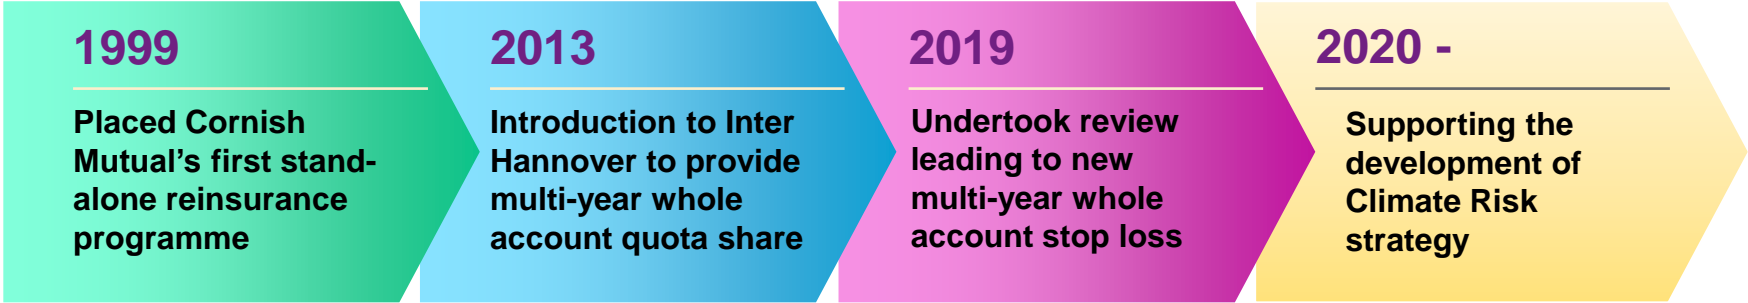 1999
Placed Cornish
Mutual’s first stand-
alone reinsurance
programme
2013
Introduction to Inter
Hannover to provide
multi-year whole
account quota share
2019
Undertook review
leading to new
multi-year whole
account stop loss
2020 -
Supporting the
development of
Climate Risk
strategy